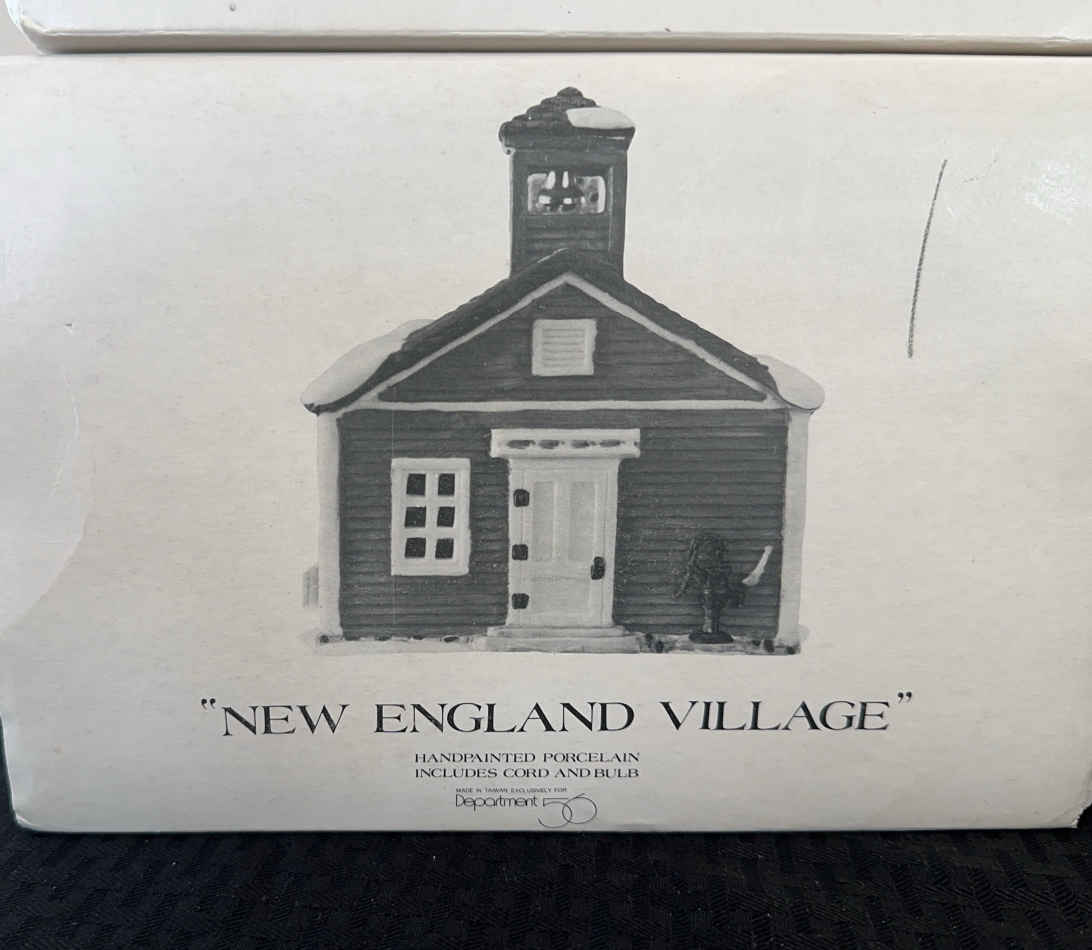 "NEW ENGLAND VILLAGE"
HANDPAINTED PORCELAIN
INCLUDES CORD AND BULB
MADE IN TAIWAN EXCLUSIVELY FOR
Department 56